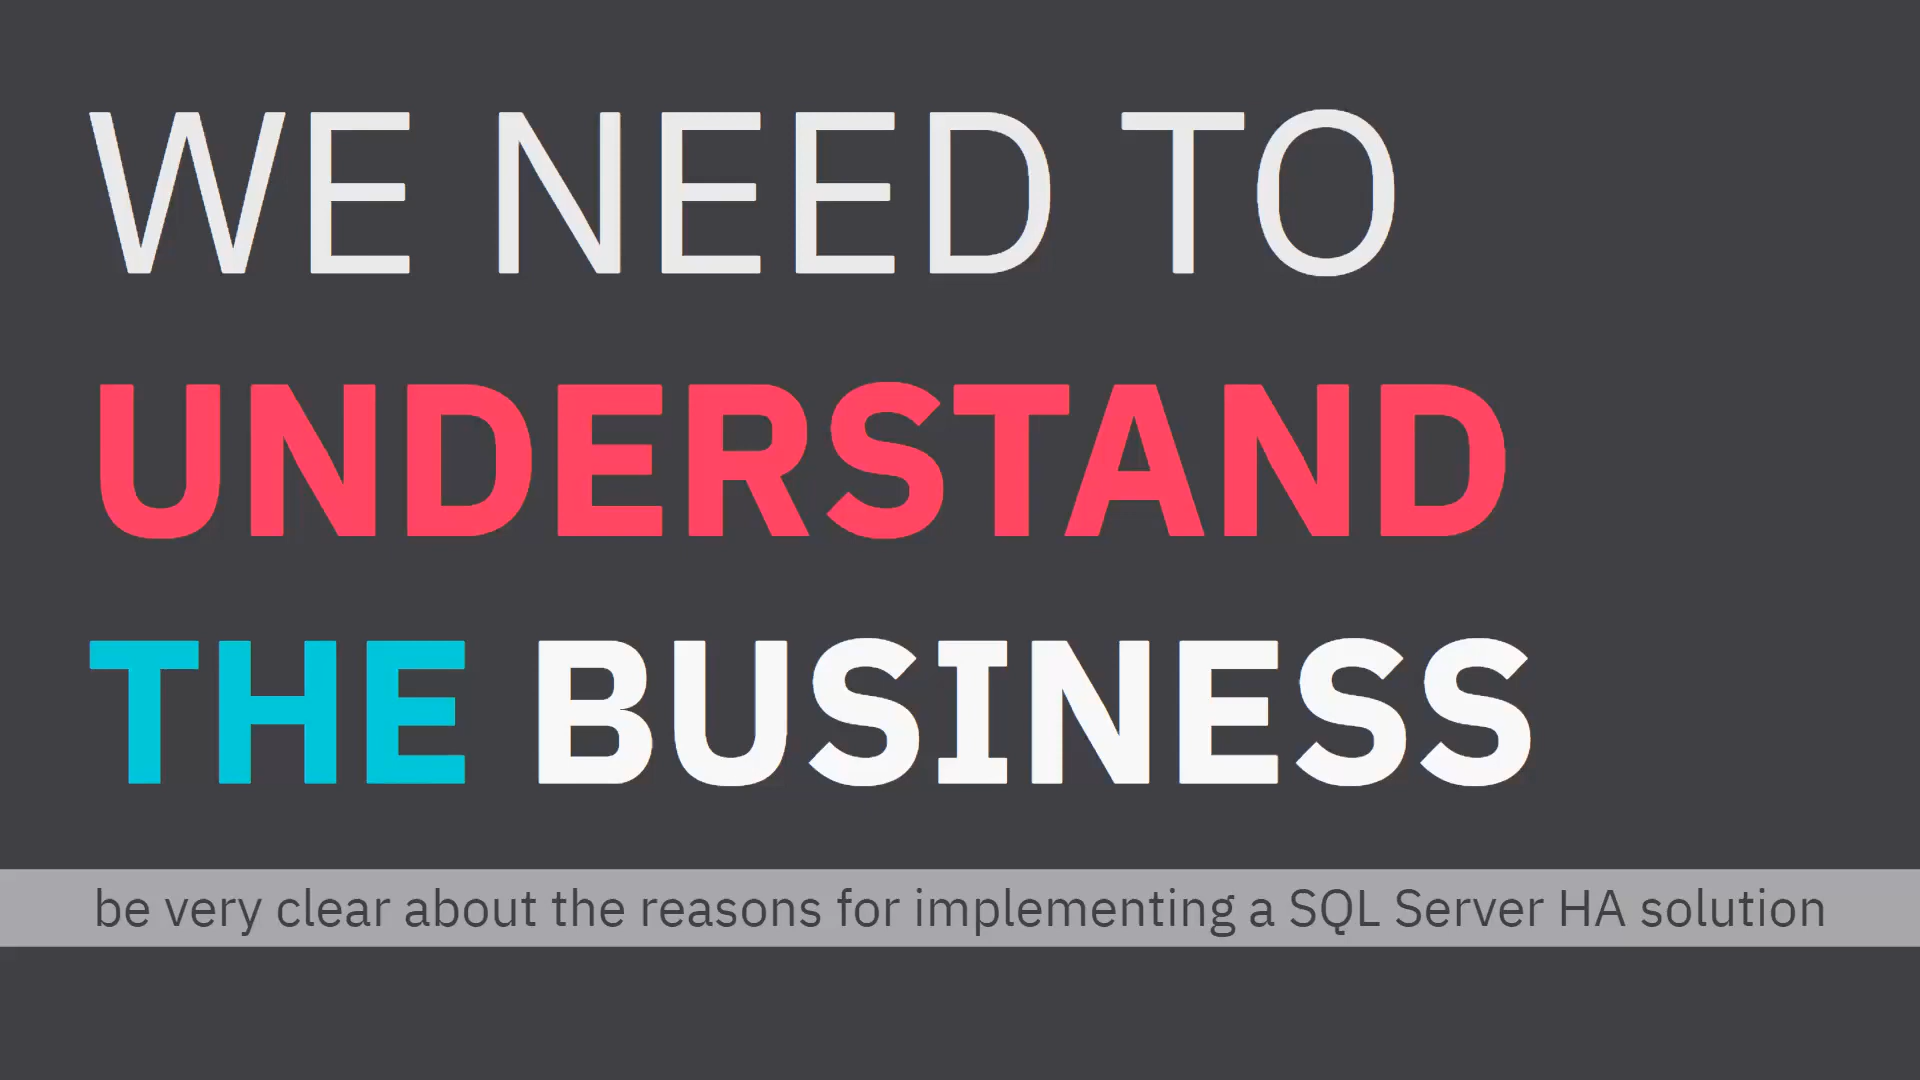 WE NEED TO
UNDERSTAND
THE BUSINESS
be very clear about the reasons for implementing a SQL Server HA solution